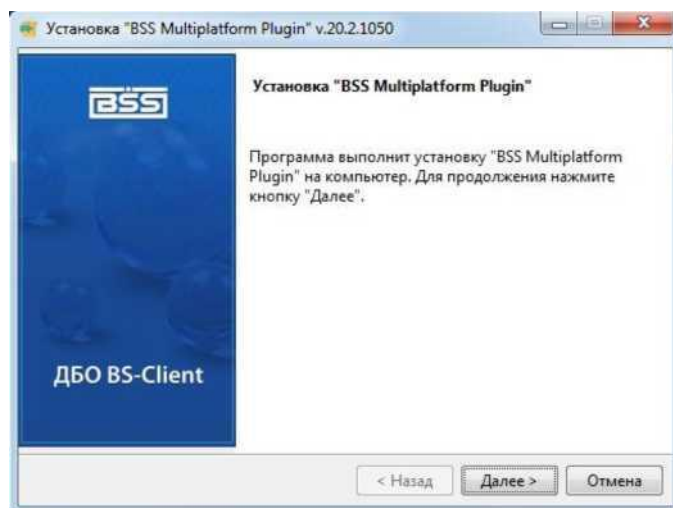 Установка "BSS Multiplatform Plugin" v.20.2.1050
BSS
Установка "BSS Multiplatform Plugin"
Программа выполнит установку "BSS Multiplatform
Plugin" на компьютер. Для продолжения нажмите
кнопку "Далее".
ДБО BS-Client
< Назад
Далее >
Отмена